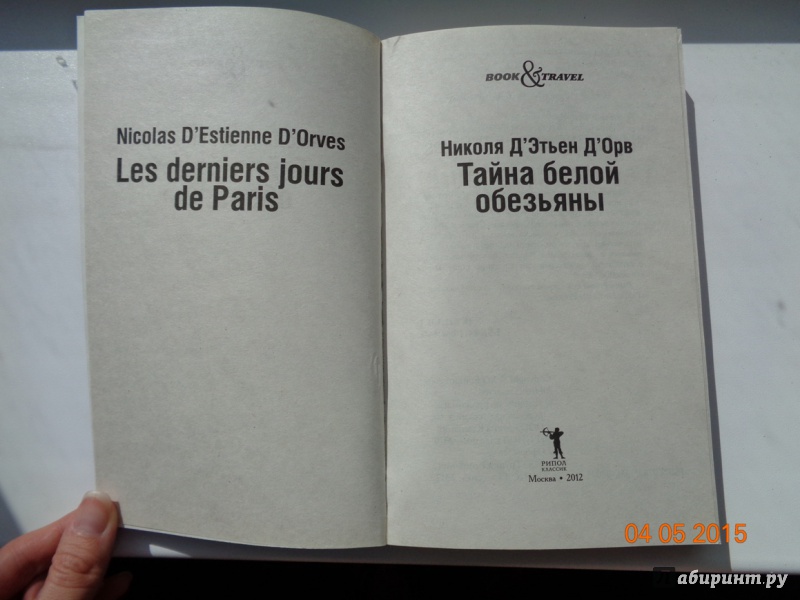 Nicolas D'Estienne D'Orves
Les derniers jours
de Paris
BOOK & TRAVEL
Николя Д'Этьен Д'Орв
Тайна белой
обезьяны
РИПОЛ
КЛАССИК
Москва • 2012
04 05 2015
Лабиринт.ру